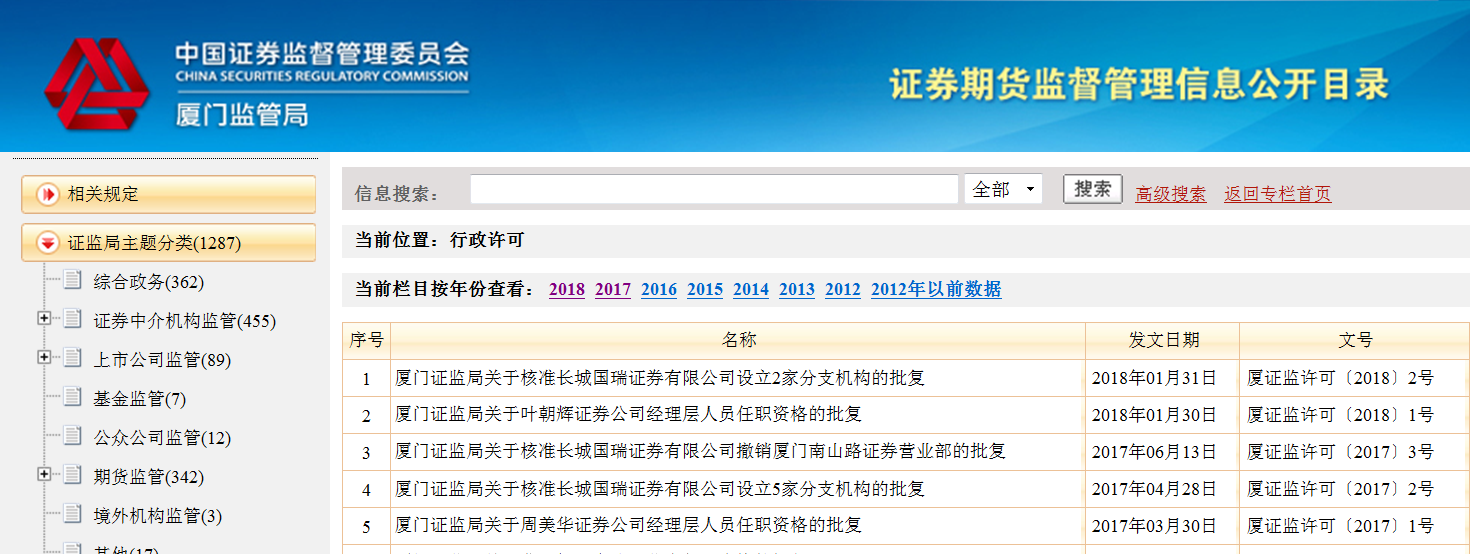 中国证券监督管理委员会
CHINA SECURITIES REGULATORY COMMISSION
厦门监管局
证券期货监督管理信息公开目录
相关规定
证监局主题分类(1287)
综合政务(362)
证券中介机构监管(455)
上市公司监管(89)
基金监管(7)
公众公司监管(12)
期货监管(342)
境外机构监管(3)
其他(17)
信息搜索： 全部 搜索 高级搜索 返回专栏首页
当前位置：行政许可
当前栏目按年份查看： 2018 2017 2016 2015 2014 2013 2012 2012年以前数据
序号 名称 发文日期 文号
1 厦门证监局关于核准长城国瑞证券有限公司设立2家分支机构的批复 2018年01月31日 厦证监许可〔2018〕2号
2 厦门证监局关于叶朝辉证券公司经理层人员任职资格的批复 2018年01月30日 厦证监许可〔2018〕1号
3 厦门证监局关于核准长城国瑞证券有限公司撤销厦门南山路证券营业部的批复 2017年06月13日 厦证监许可〔2017〕3号
4 厦门证监局关于核准长城国瑞证券有限公司设立5家分支机构的批复 2017年04月28日 厦证监许可〔2017〕2号
5 厦门证监局关于周美华证券公司经理层人员任职资格的批复 2017年03月30日 厦证监许可〔2017〕1号